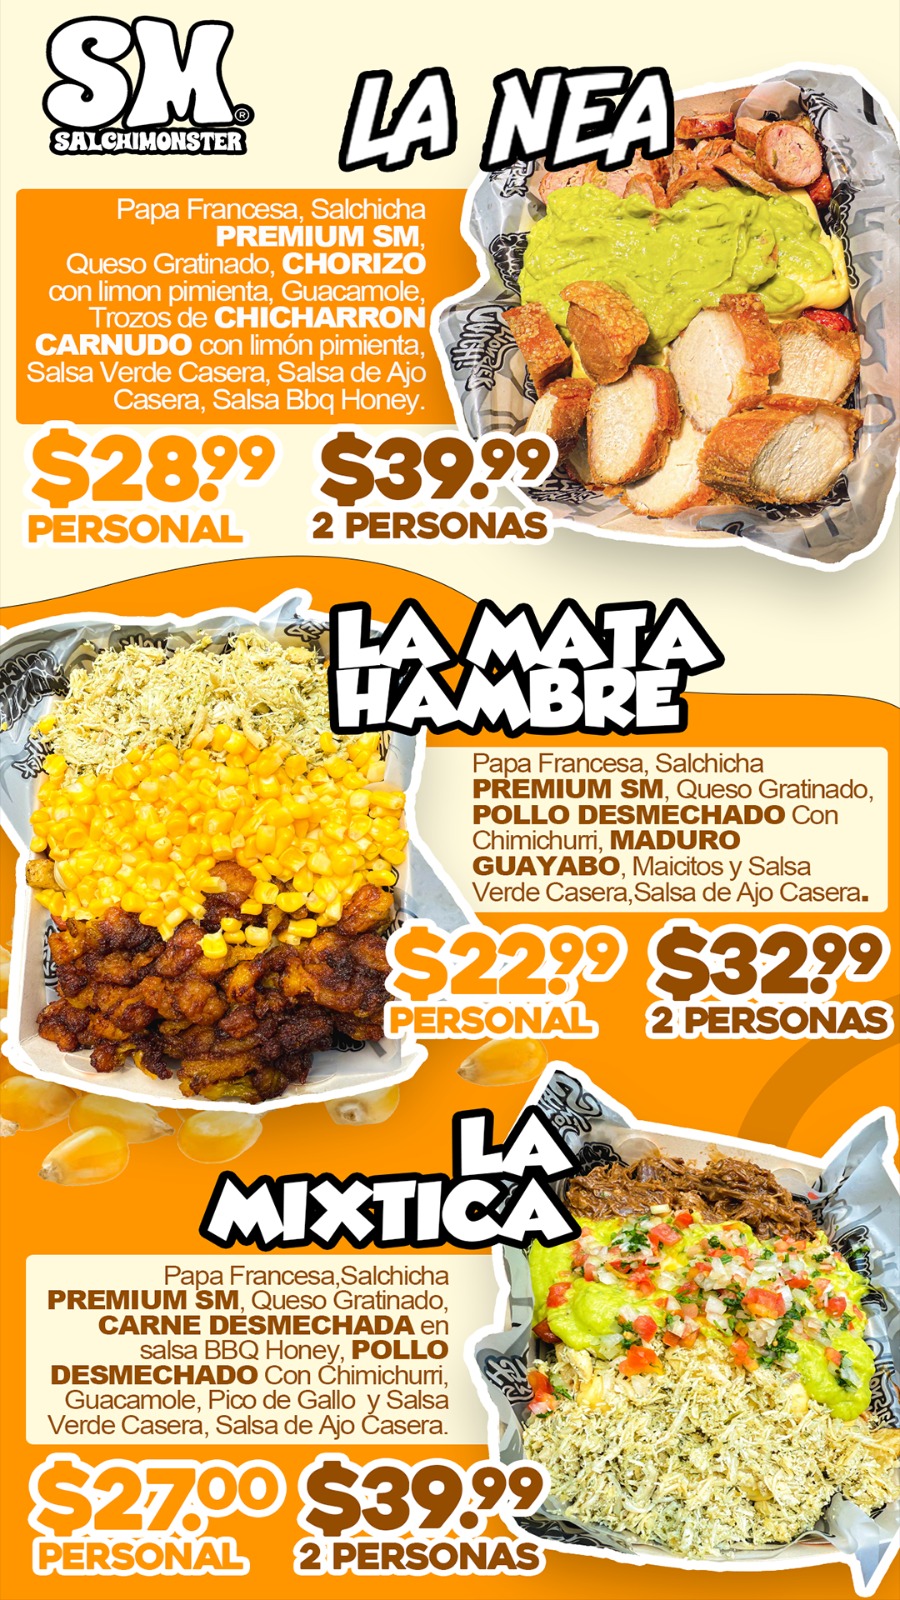 SM®
SALCHIMONSTER
LA NEA
Papa Francesa, Salchicha
PREMIUM SM,
Queso Gratinado, CHORIZO
con limon pimienta, Guacamole,
Trozos de CHICHARRON
CARNUDO con limón pimienta,
Salsa Verde Casera, Salsa de Ajo
Casera, Salsa Bbq Honey.
$28.99 $39.99
PERSONAL 2 PERSONAS
LA MATA
HAMBRE
Papa Francesa, Salchicha
PREMIUM SM, Queso Gratinado,
POLLO DESMECHADO Con
Chimichurri, MADURO
GUAYABO, Maicitos y Salsa
Verde Casera,Salsa de Ajo Casera.
$22.99 $32.99
PERSONAL 2 PERSONAS
LA
MIXTICA
Papa Francesa,Salchicha
PREMIUM SM, Queso Gratinado,
CARNE DESMECHADA en
salsa BBQ Honey, POLLO
DESMECHADO Con Chimichurri,
Guacamole, Pico de Gallo y Salsa
Verde Casera, Salsa de Ajo Casera.
$27.00 $39.99
PERSONAL 2 PERSONAS